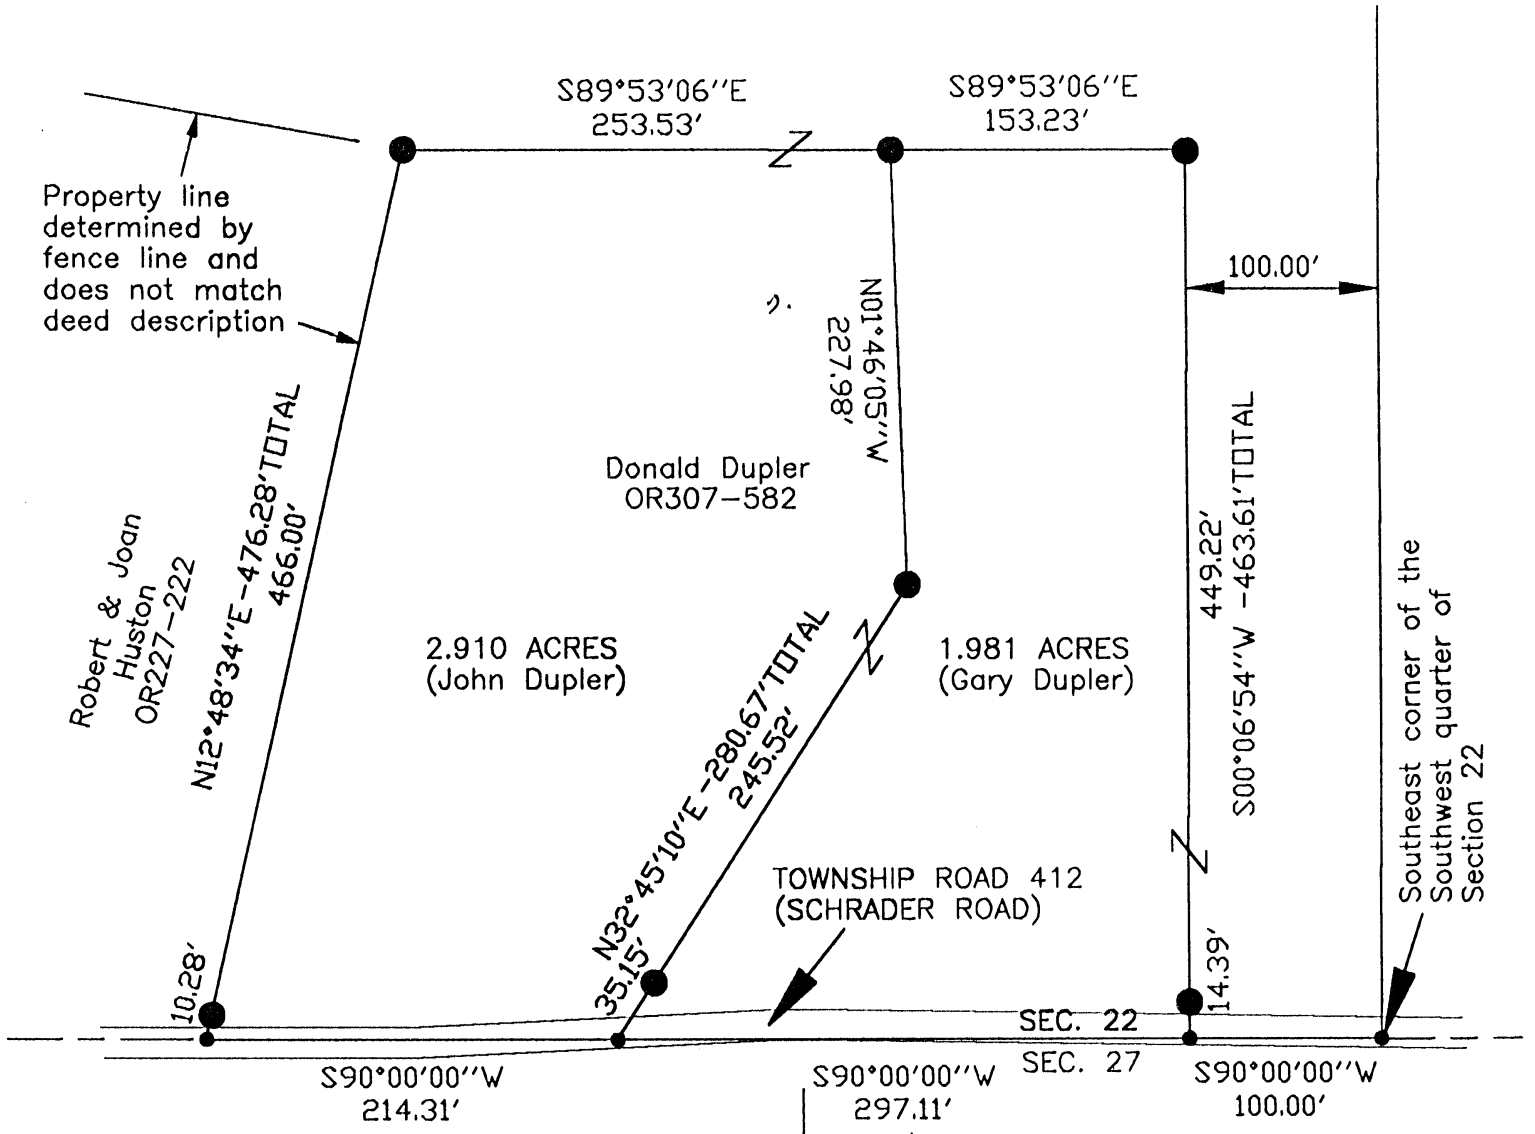 S89°53'06''E
253.53'
S89°53'06''E
153.23'
Property line
determined by
fence line and
does not match
deed description
100.00'
N01°46'05''W
227.98'
Donald Dupler
OR307-582
N12°48'34''E -476.28'TOTAL
466.00'
Robert & Joan
Huston
OR227-222
2.910 ACRES
(John Dupler)
1.981 ACRES
(Gary Dupler)
N32°45'10''E -280.67'TOTAL
245.52'
449.22'
S00°06'54''W -463.61'TOTAL
Southeast corner of the
Southwest quarter of
Section 22
TOWNSHIP ROAD 412
(SCHRADER ROAD)
10.28'
35.15'
14.39'
SEC. 22
SEC. 27
S90°00'00''W
214.31'
S90°00'00''W
297.11'
S90°00'00''W
100.00'